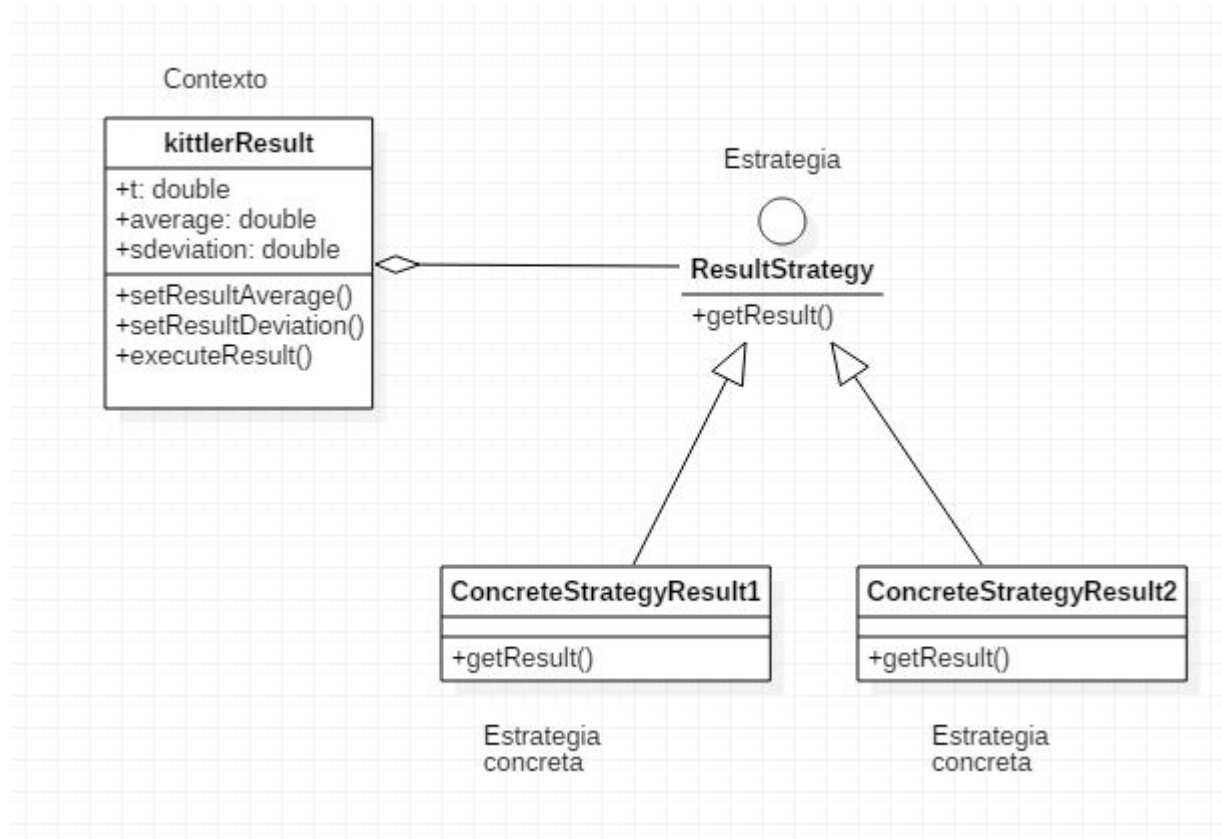 Contexto
kittlerResult
+t: double
+average: double
+sdeviation: double
+setResultAverage()
+setResultDeviation()
+executeResult()
Estrategia
ResultStrategy
+getResult()
ConcreteStrategyResult1
+getResult()
Estrategia
concreta
ConcreteStrategyResult2
+getResult()
Estrategia
concreta